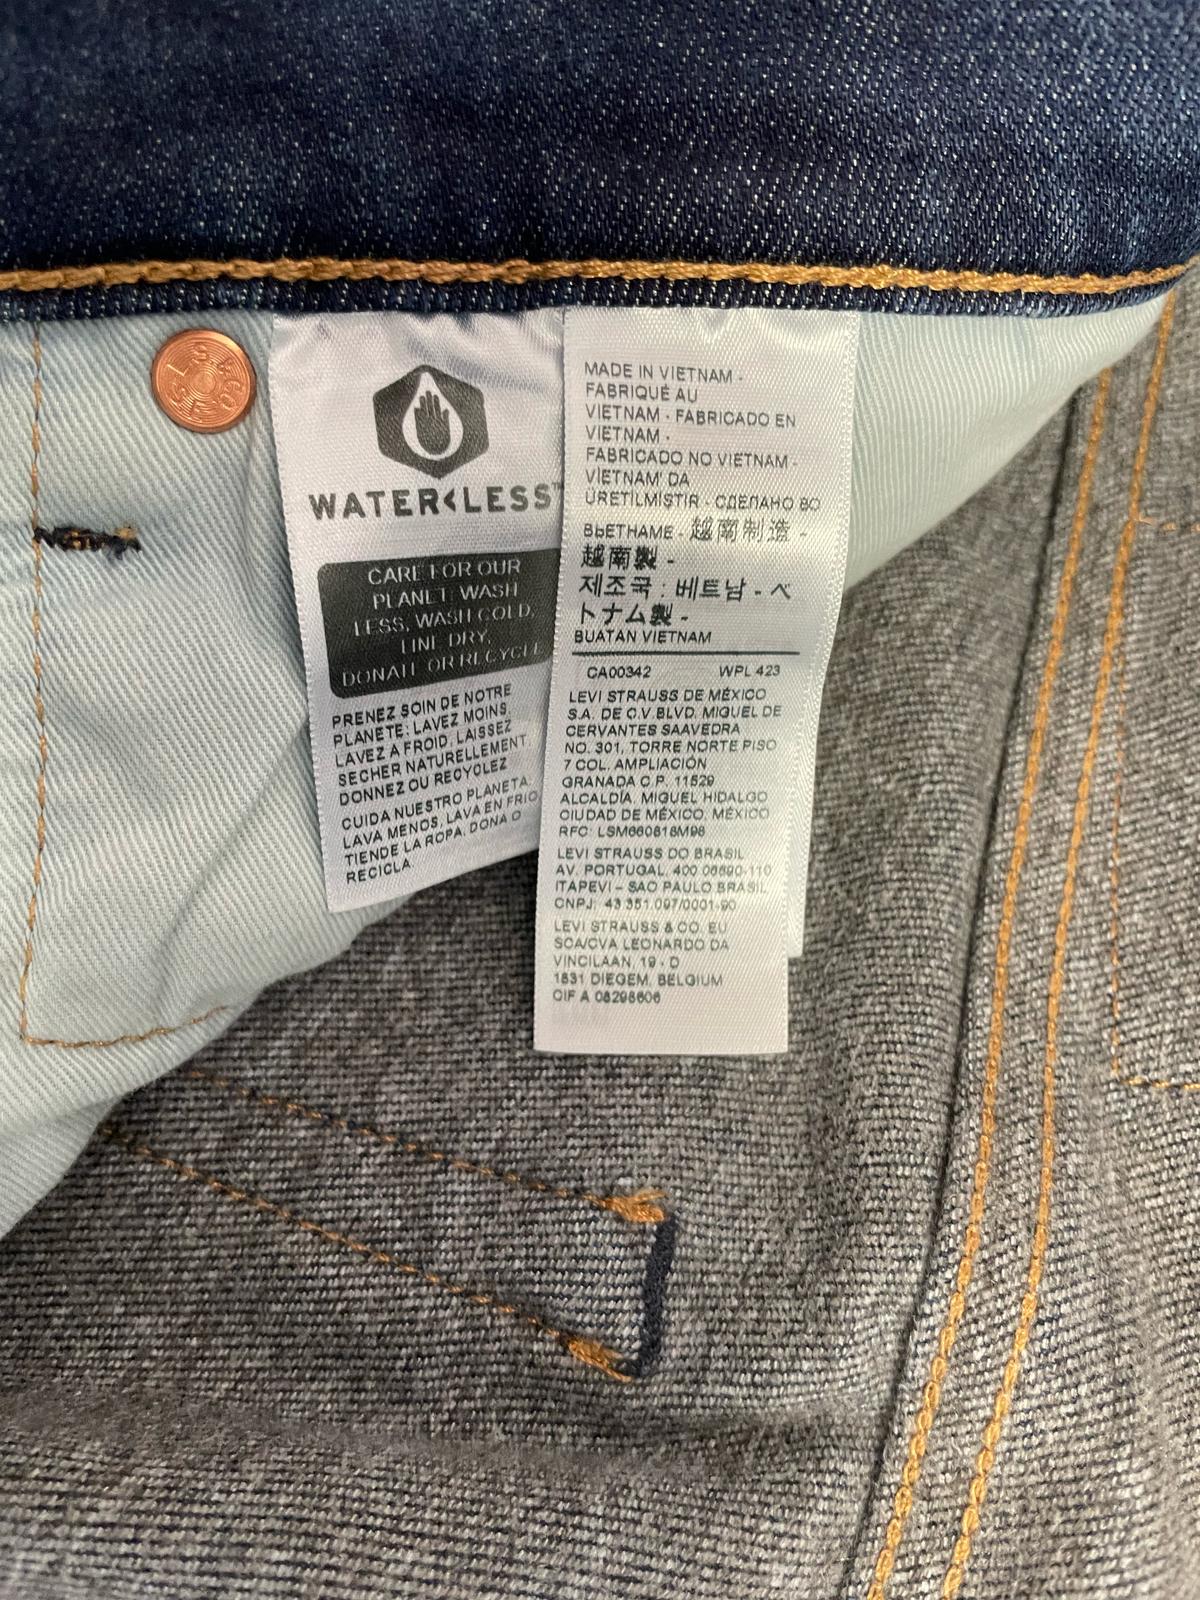 WATER<LESS™
CARE FOR OUR
PLANET: WASH
LESS, WASH COLD,
LINE DRY,
DONATE OR RECYCLE
PRENEZ SOIN DE NOTRE
PLANÈTE: LAVEZ MOINS,
LAVEZ A FROID, LAISSEZ
SECHER NATURELLEMENT,
DONNEZ OU RECYCLEZ
CUIDA NUESTRO PLANETA:
LAVA MENOS, LAVA EN FRIO,
TIENDE LA ROPA, DONA O
RECICLA.
MADE IN VIETNAM -
FABRIQUÉ AU
VIETNAM - FABRICADO EN
VIETNAM -
FABRICADO NO VIETNAM -
VIETNAM' DA
ÜRETILMISTIR - СДЕЛАНО ВО
ВЬЕТНАМЕ - 越南制造 -
越南製 -
제조국 : 베트남 - ベ
トナム製 -
BUATAN VIETNAM
CA00342 WPL 423
LEVI STRAUSS DE MÉXICO
S.A. DE C.V.BLVD. MIGUEL DE
CERVANTES SAAVEDRA
NO. 301, TORRE NORTE PISO
7 COL. AMPLIACIÓN
GRANADA C.P. 11529
ALCALDÍA. MIGUEL HIDALGO
CIUDAD DE MÉXICO. MÉXICO
RFC: LSM660618M98
LEVI STRAUSS DO BRASIL
AV. PORTUGAL, 400 06690-110
ITAPEVI – SAO PAULO BRASIL
CNPJ: 43.351.097/0001-90
LEVI STRAUSS & CO. EU
SCA/CVA LEONARDO DA
VINCILAAN, 19 - D
1831 DIEGEM, BELGIUM
CIF A 08298606